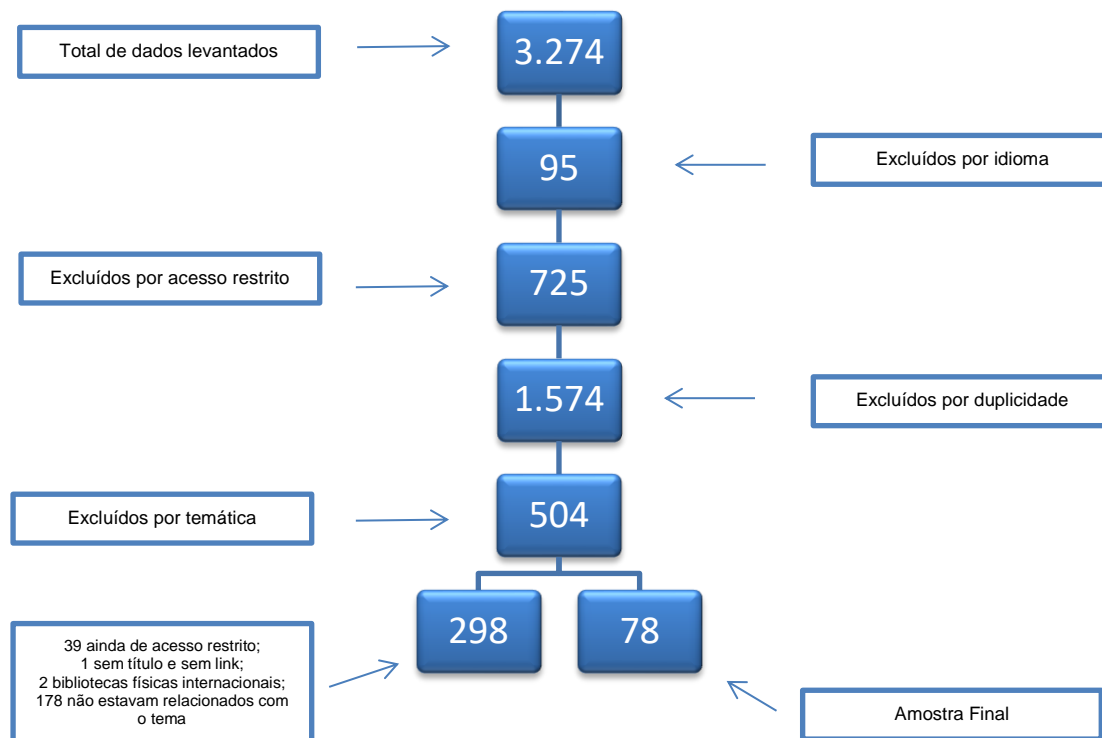 Total de dados levantados
3.274
95
Excluídos por idioma
Excluídos por acesso restrito
725
1.574
Excluídos por duplicidade
Excluídos por temática
504
298
78
39 ainda de acesso restrito;
1 sem título e sem link;
2 bibliotecas físicas internacionais;
178 não estavam relacionados com
o tema
Amostra Final